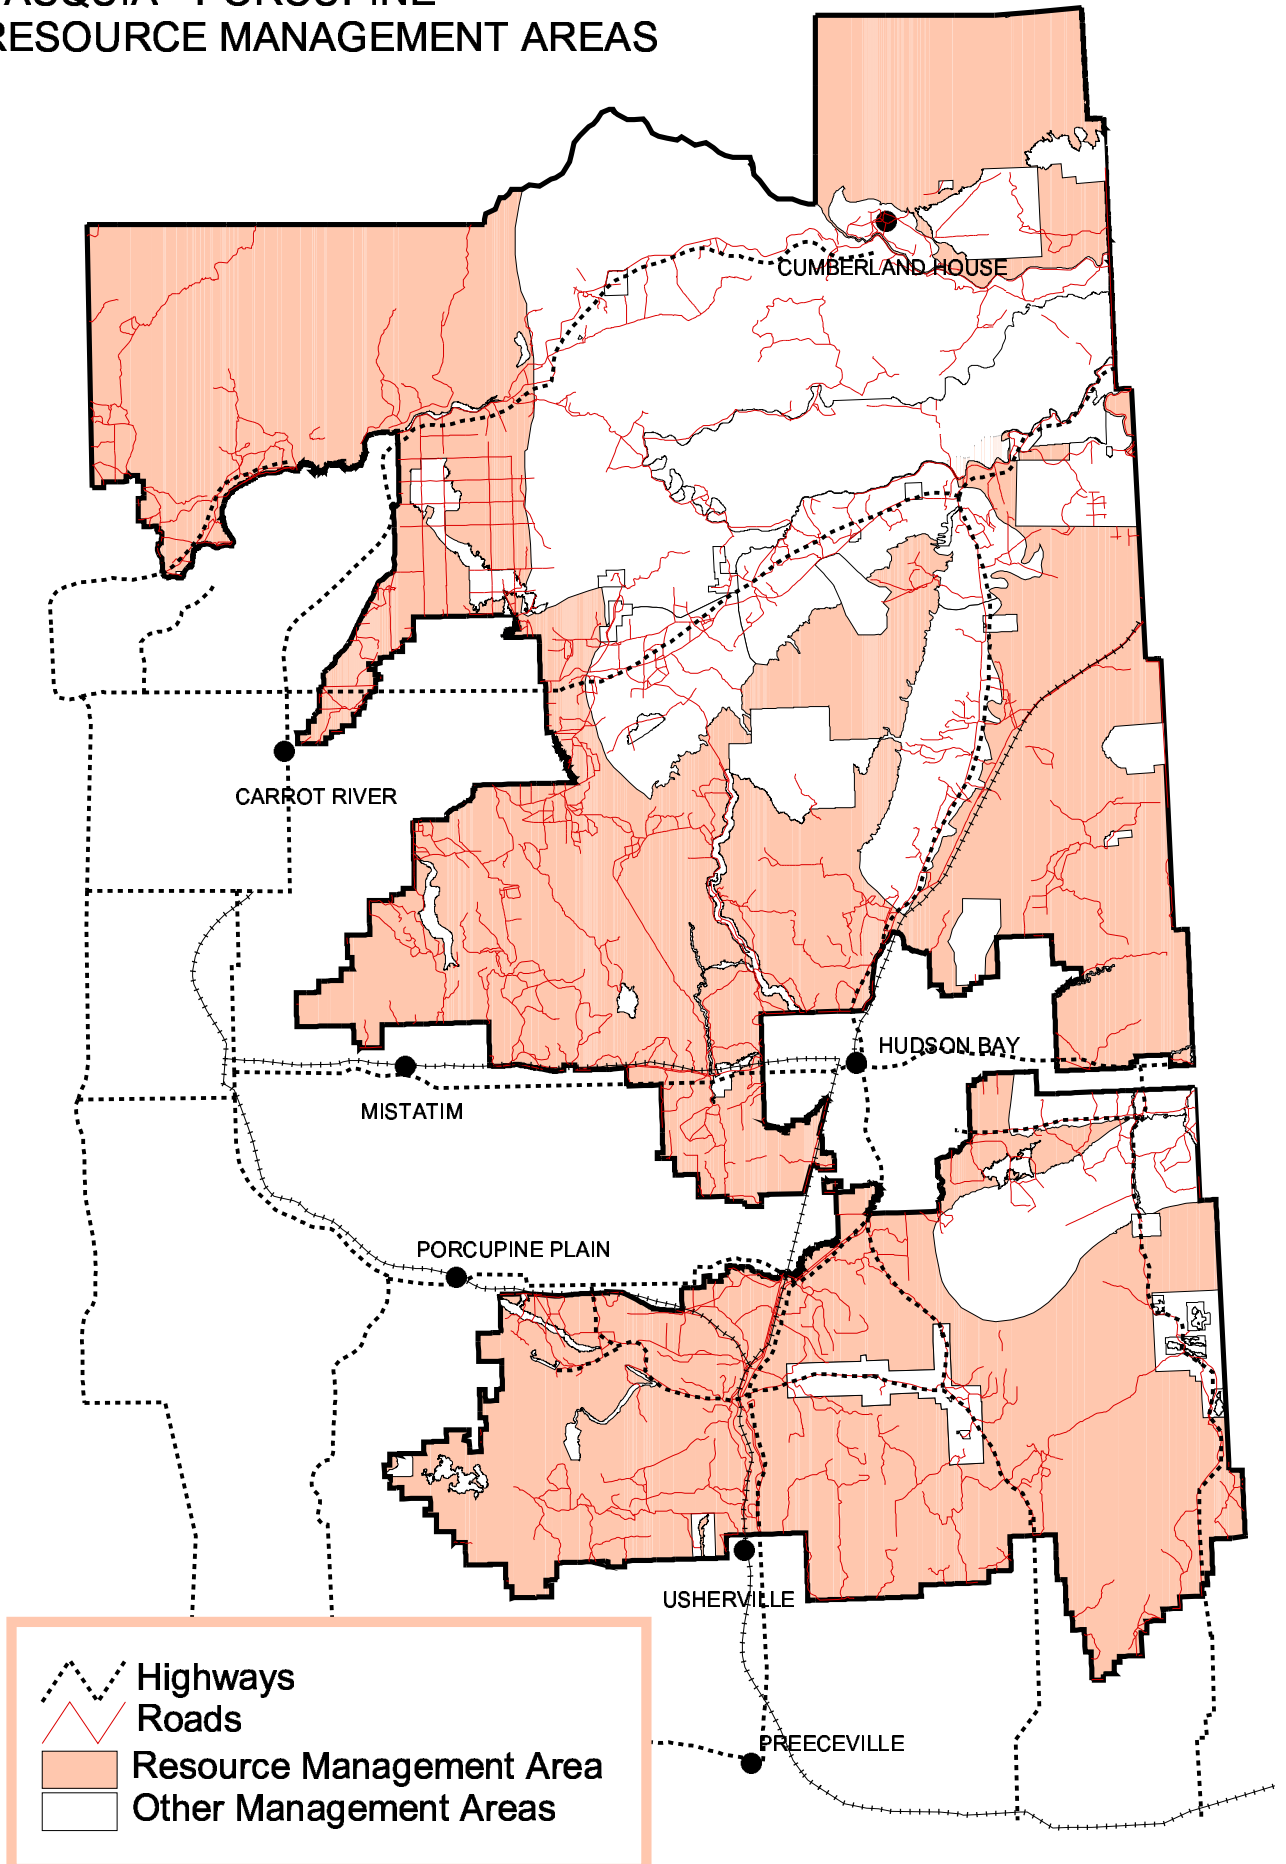 RESOURCE MANAGEMENT AREAS
CUMBERLAND HOUSE
CARROT RIVER
HUDSON BAY
MISTATIM
PORCUPINE PLAIN
USHERVILLE
PREECEVILLE
Highways
Roads
Resource Management Area
Other Management Areas